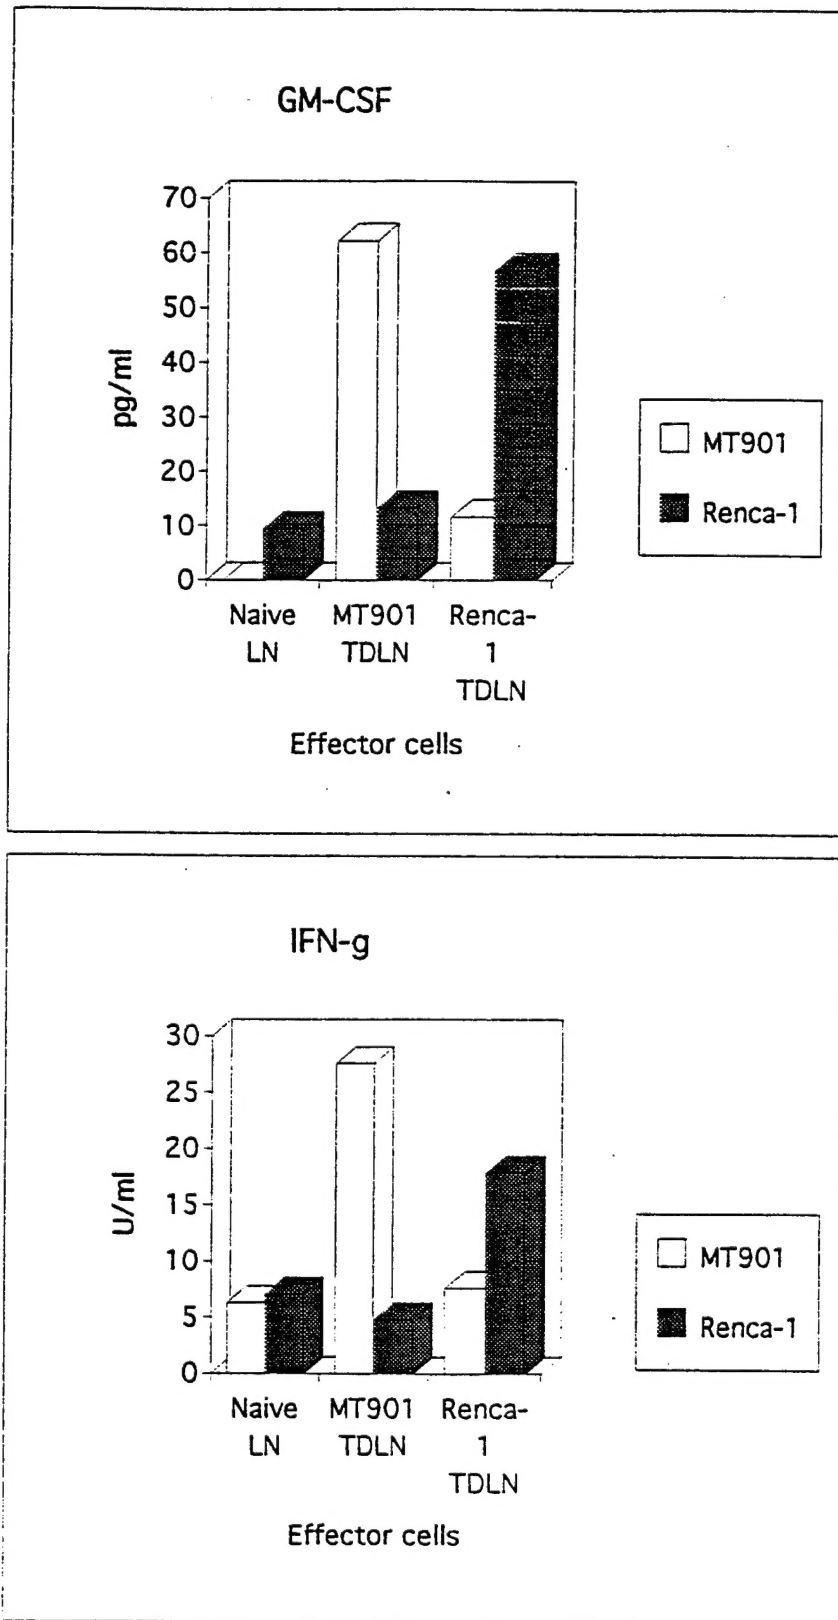 GM-CSF
70
60
50
40
30
20
10
0
pg/ml
Naive LN
MT901 TDLN
Renca-1 TDLN
Effector cells
MT901
Renca-1
IFN-g
30
25
20
15
10
5
0
U/ml
Naive LN
MT901 TDLN
Renca-1 TDLN
Effector cells
MT901
Renca-1